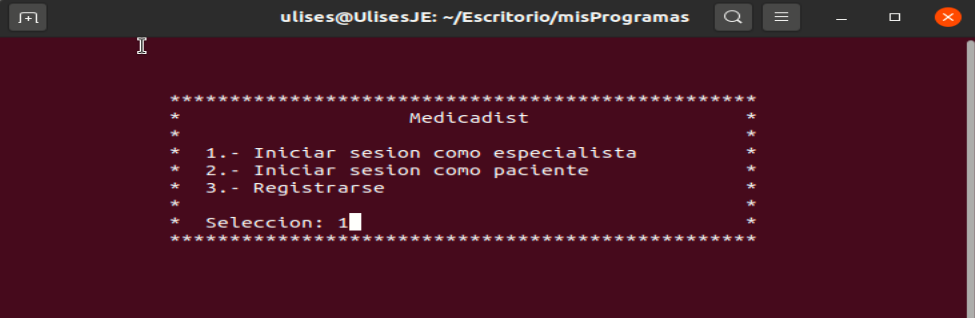 ulises@UlisesJE: ~/Escritorio/misProgramas
*************************************************
* Medicadist *
* *
* 1.- Iniciar sesion como especialista *
* 2.- Iniciar sesion como paciente *
* 3.- Registrarse *
* *
* Seleccion: 1 *
*************************************************